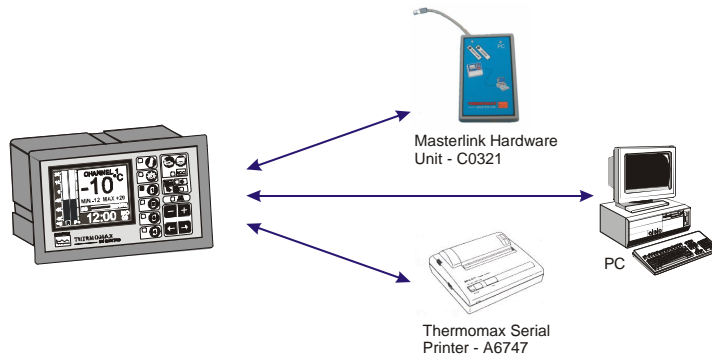 CHANNEL 1
-10°C
MIN -12 MAX +20
12:00
THERMOMAX
PC
Masterlink Hardware
Unit - C0321
PC
Thermomax Serial
Printer - A6747